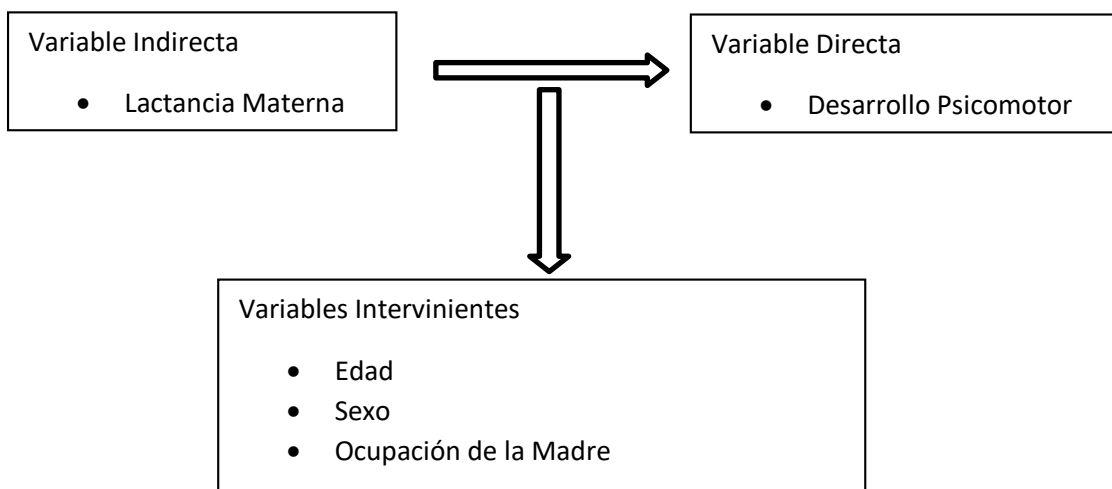 Variable Indirecta
• Lactancia Materna
Variable Directa
• Desarrollo Psicomotor
Variables Intervinientes
• Edad
• Sexo
• Ocupación de la Madre